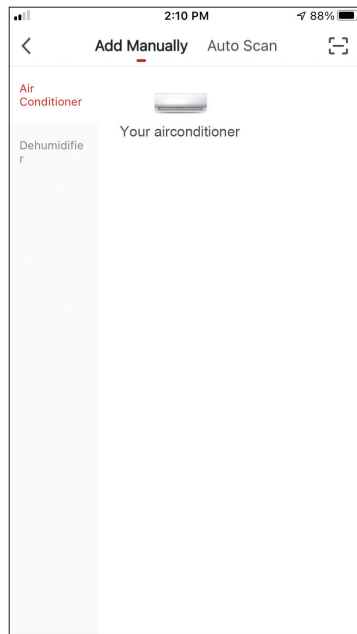 2:10 PM
88%
Add Manually Auto Scan
Air
Conditioner
Your airconditioner
Dehumidifie
r